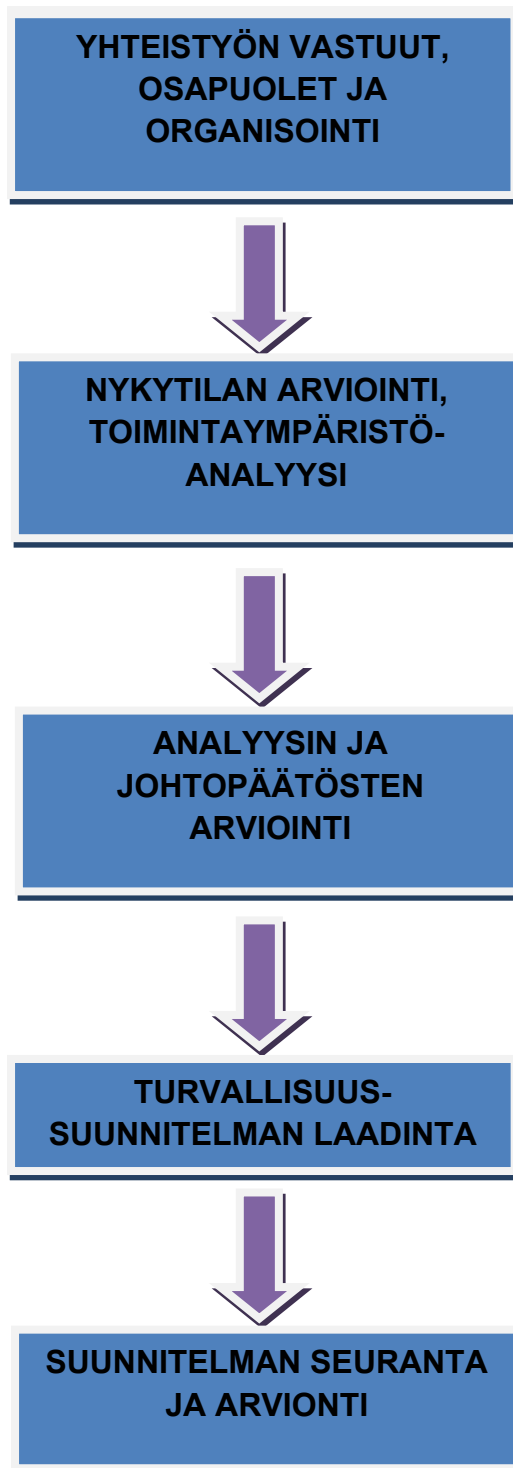 YHTEISTYÖN VASTUUT,
OSAPUOLET JA
ORGANISOINTI
NYKYTILAN ARVIOINTI,
TOIMINTAYMPÄRISTÖ-
ANALYYSI
ANALYYSIN JA
JOHTOPÄÄTÖSTEN
ARVIOINTI
TURVALLISUUS-
SUUNNITELMAN LAADINTA
SUUNNITELMAN SEURANTA
JA ARVIONTI